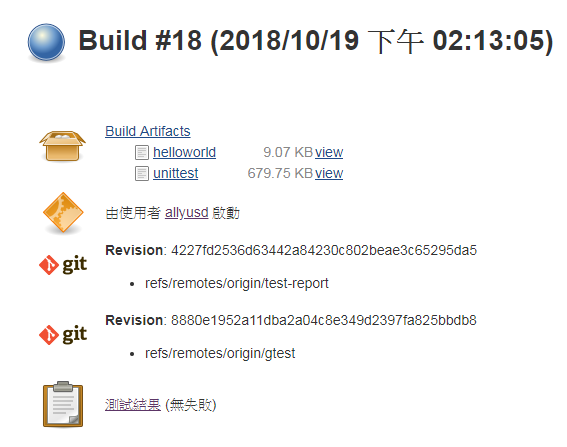 Build #18 (2018/10/19 下午 02:13:05)
Build Artifacts
helloworld 9.07 KB view
unittest 679.75 KB view
由使用者 allyusd 啟動
git Revision: 4227fd2536d63442a84230c802beae3c65295da5
refs/remotes/origin/test-report
git Revision: 8880e1952a11dba2a04c8e349d2397fa825bbdb8
refs/remotes/origin/gtest
測試結果 (無失敗)